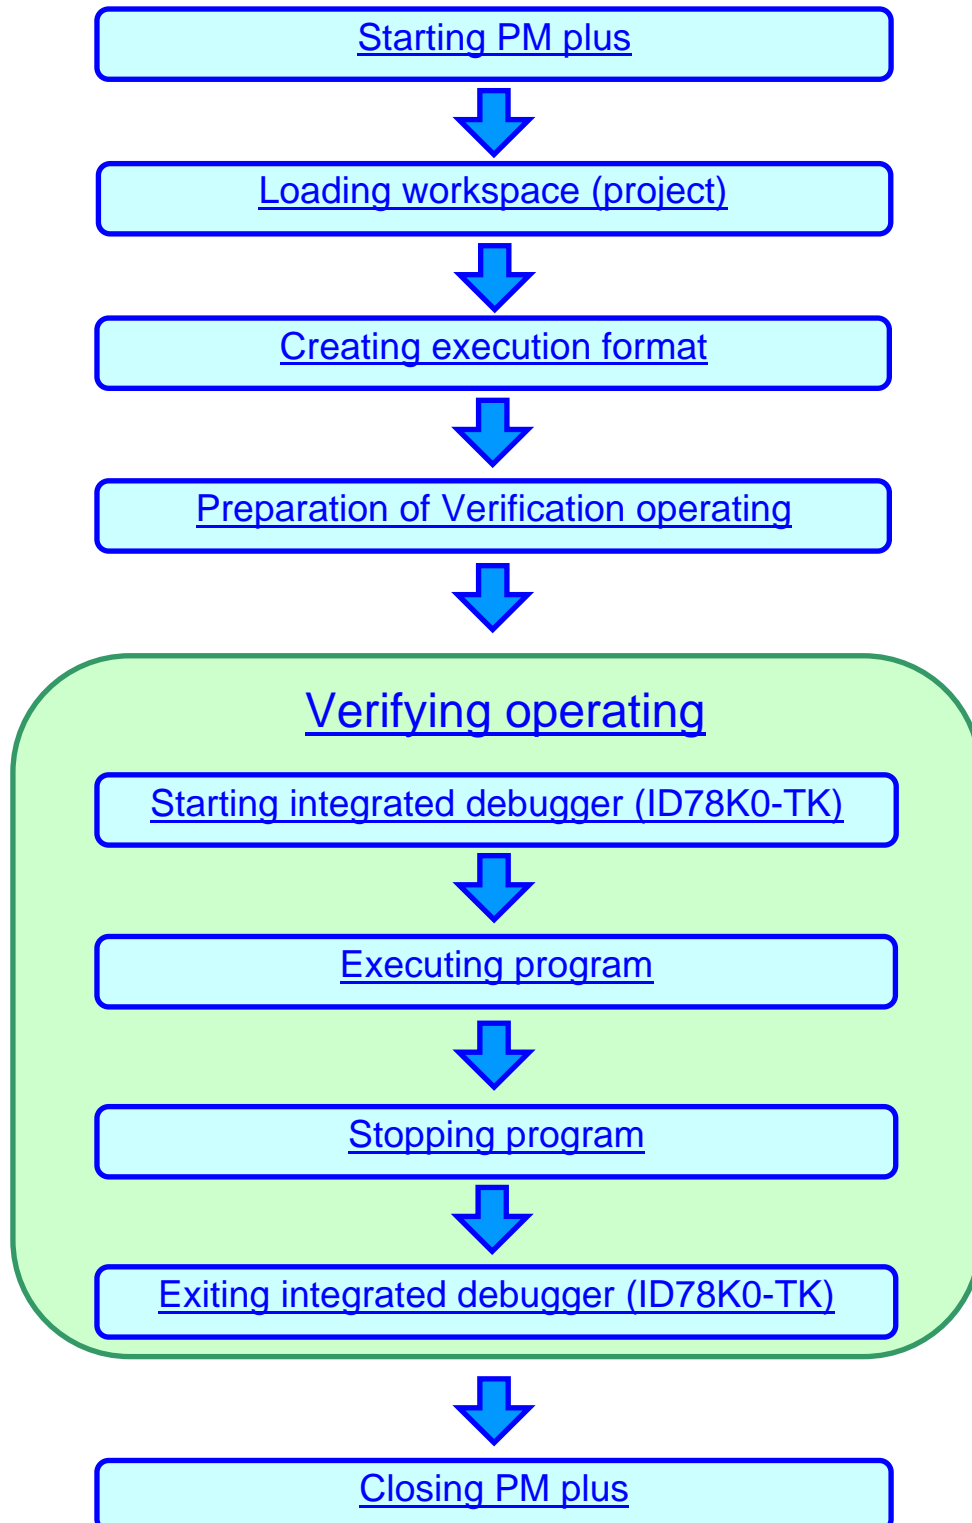 Starting PM plus
Loading workspace (project)
Creating execution format
Preparation of Verification operating
Verifying operating
Starting integrated debugger (ID78K0-TK)
Executing program
Stopping program
Exiting integrated debugger (ID78K0-TK)
Closing PM plus